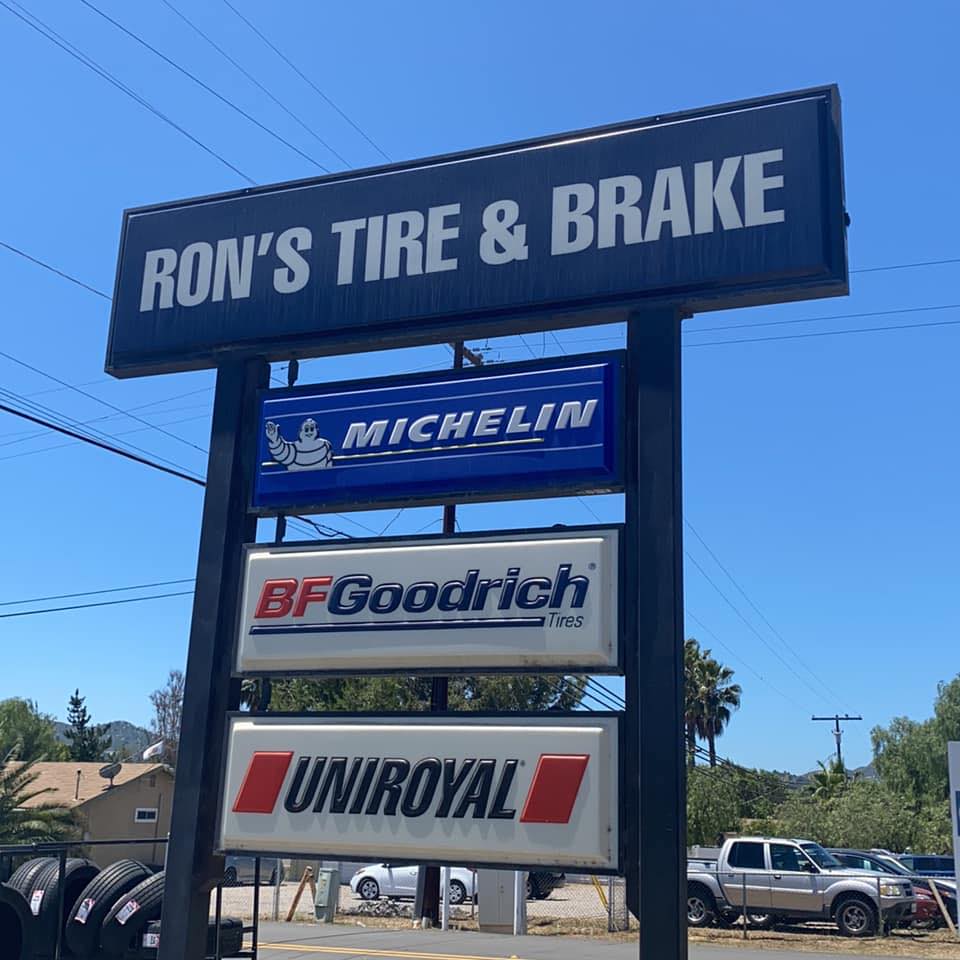 RON'S TIRE & BRAKE
MICHELIN
BFGoodrich®
Tires
UNIROYAL®